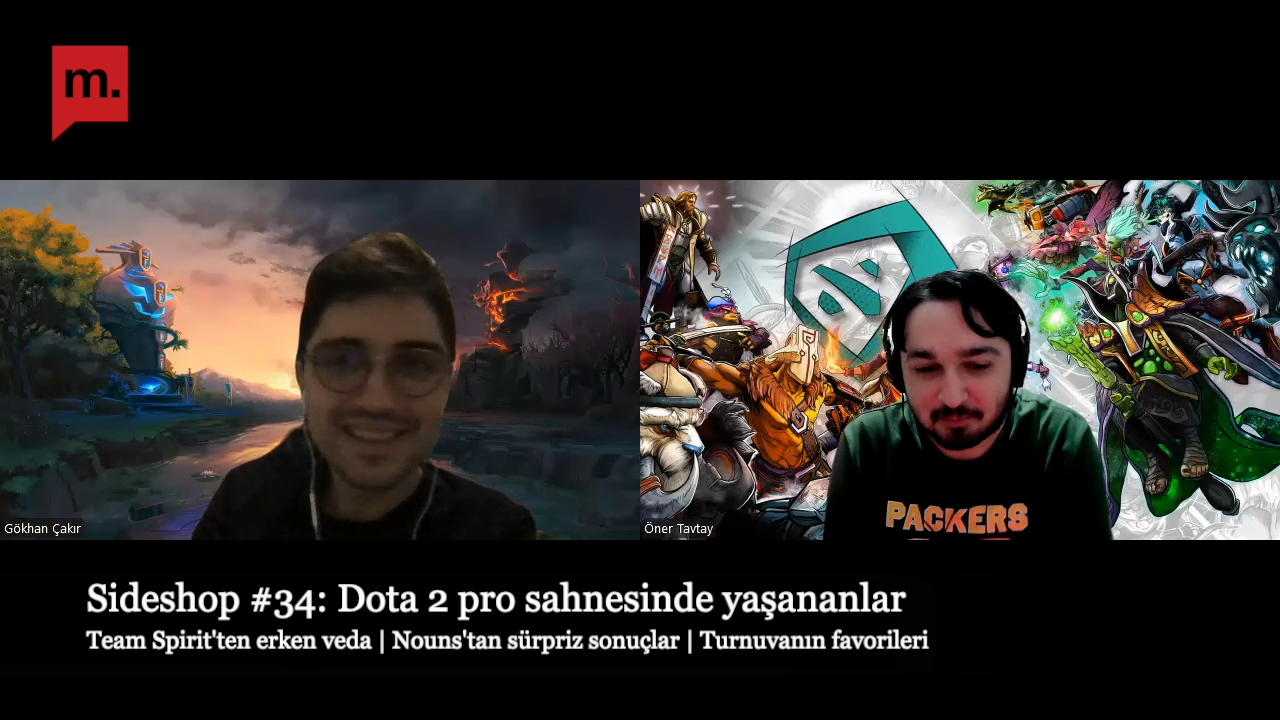 m.
Gökhan Çakır
Öner Tavtay
PACKERS
Sideshop #34: Dota 2 pro sahnesinde yaşananlar
Team Spirit'ten erken veda | Nouns'tan sürpriz sonuçlar | Turnuvanın favorileri